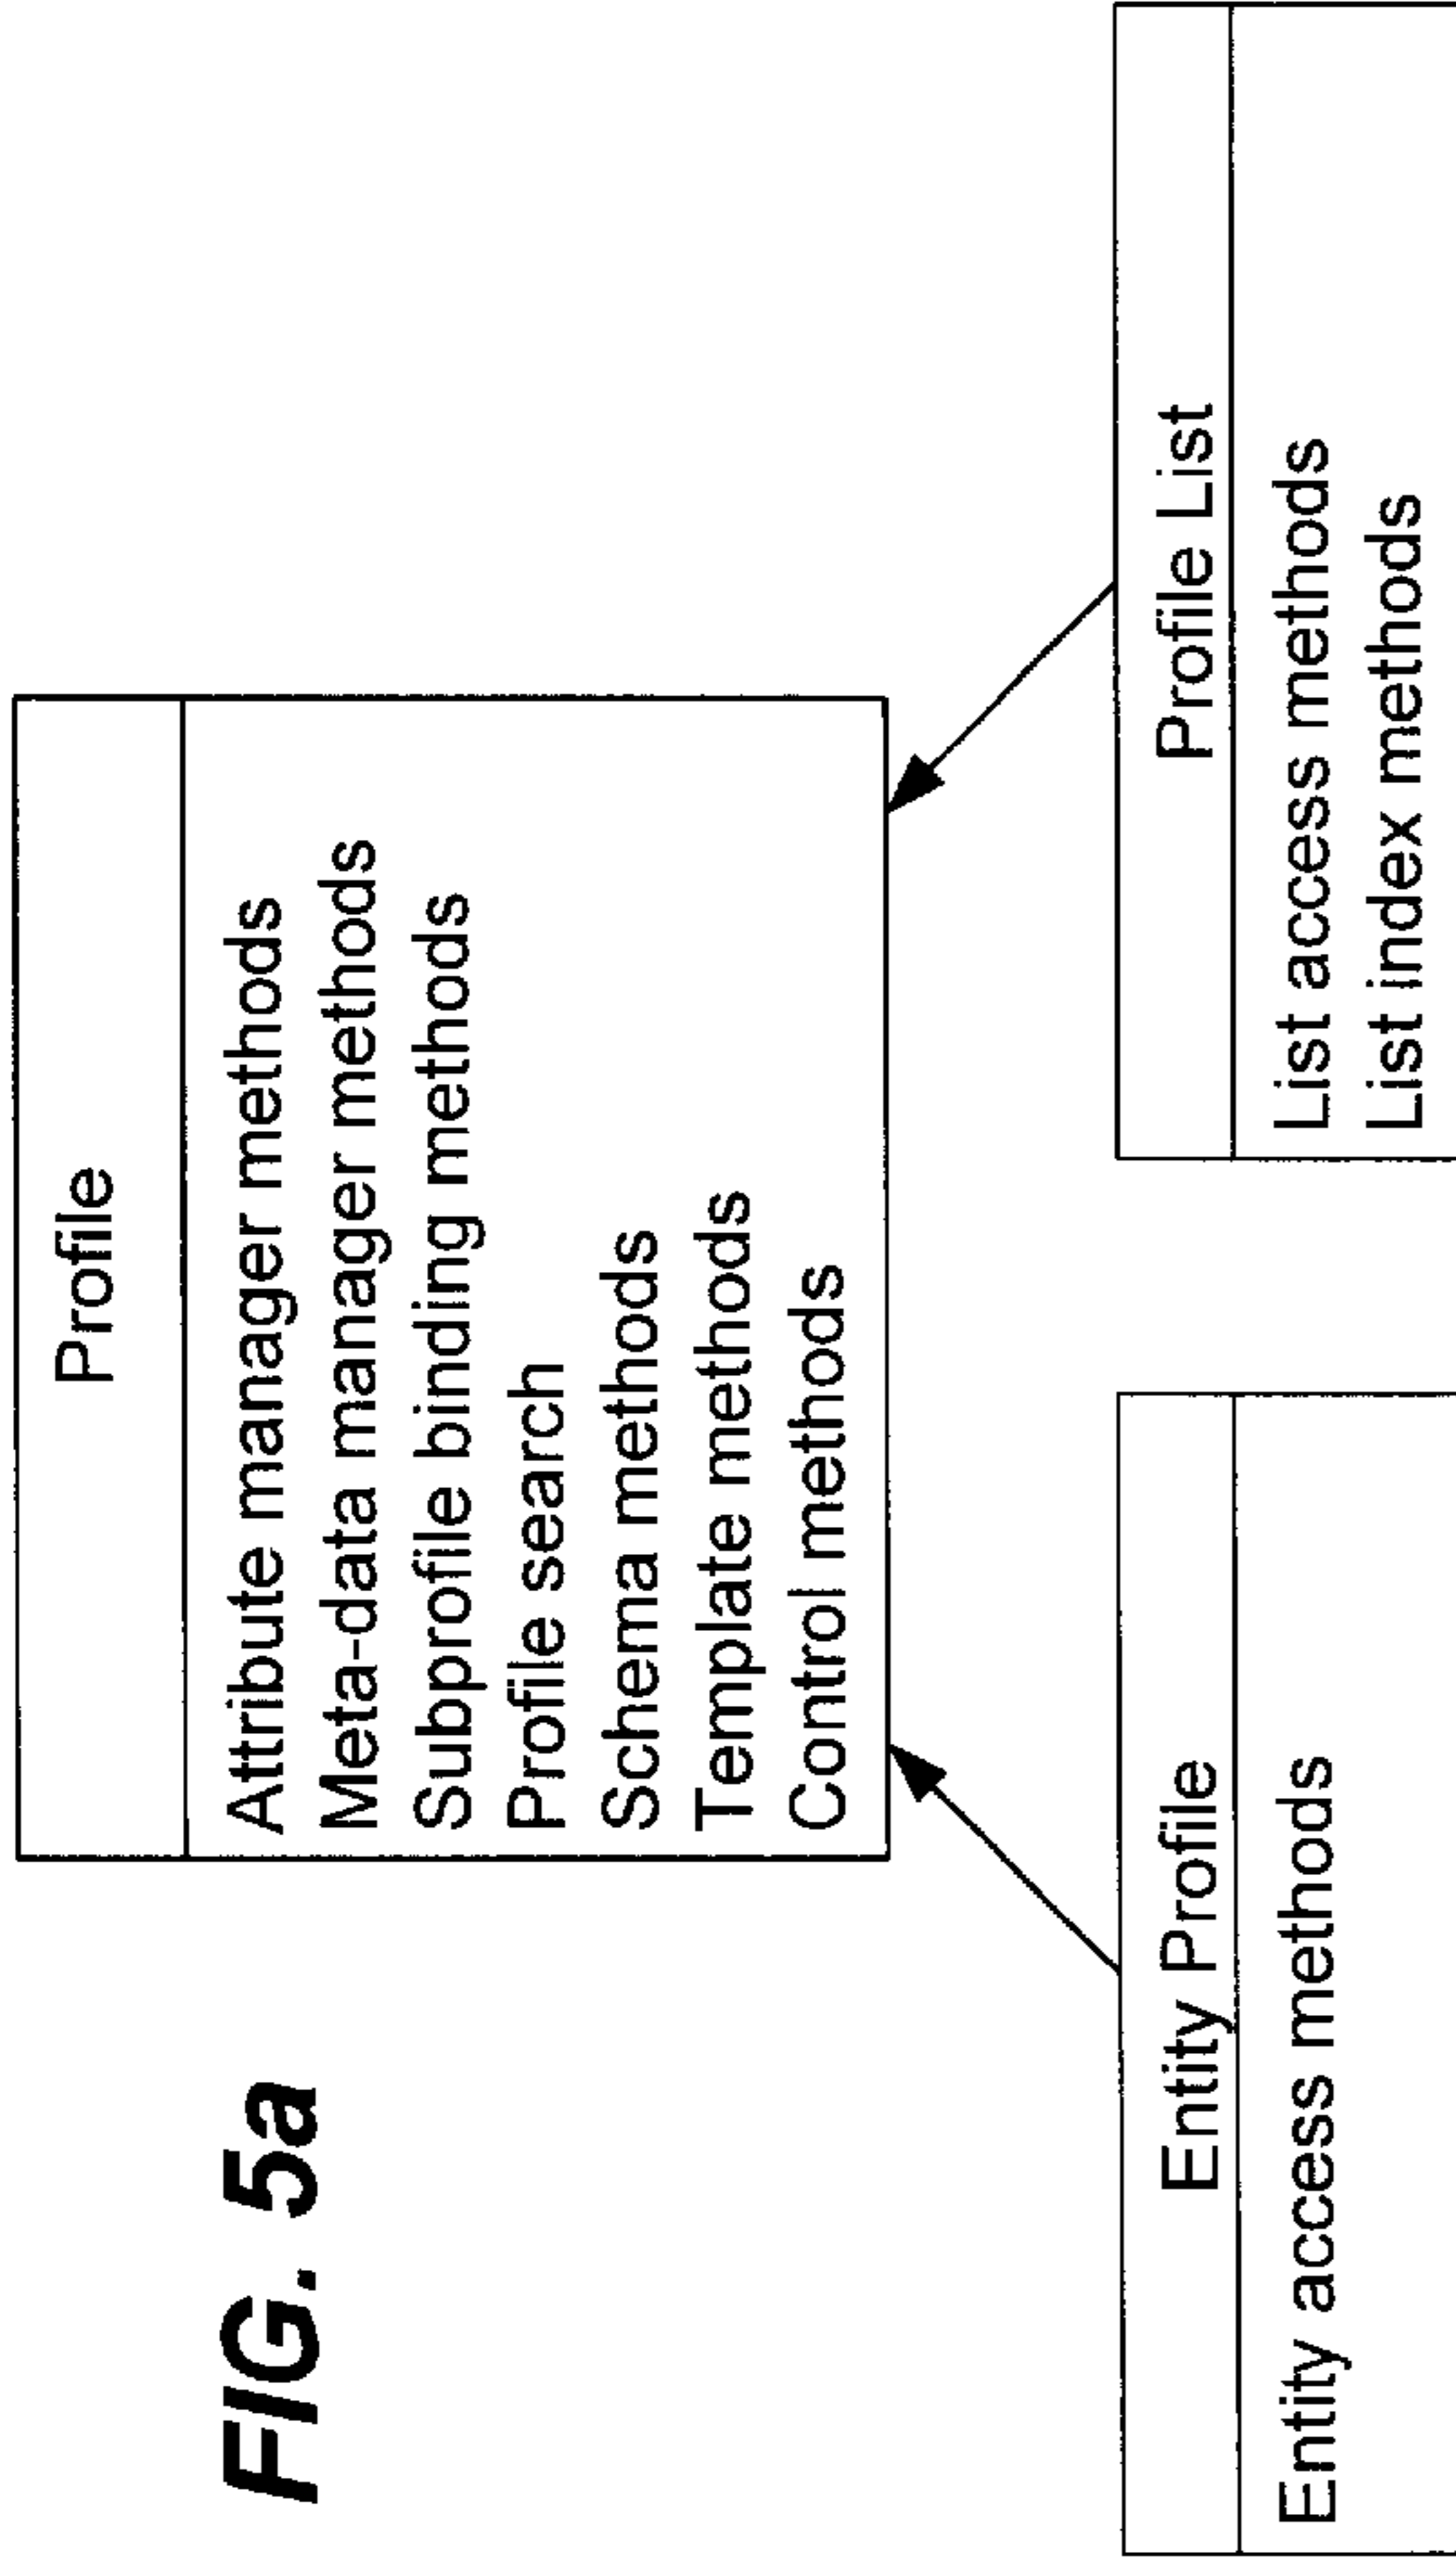 FIG. 5a
Profile
Attribute manager methods
Meta-data manager methods
Subprofile binding methods
Profile search
Schema methods
Template methods
Control methods
Entity Profile
Entity access methods
Profile List
List access methods
List index methods